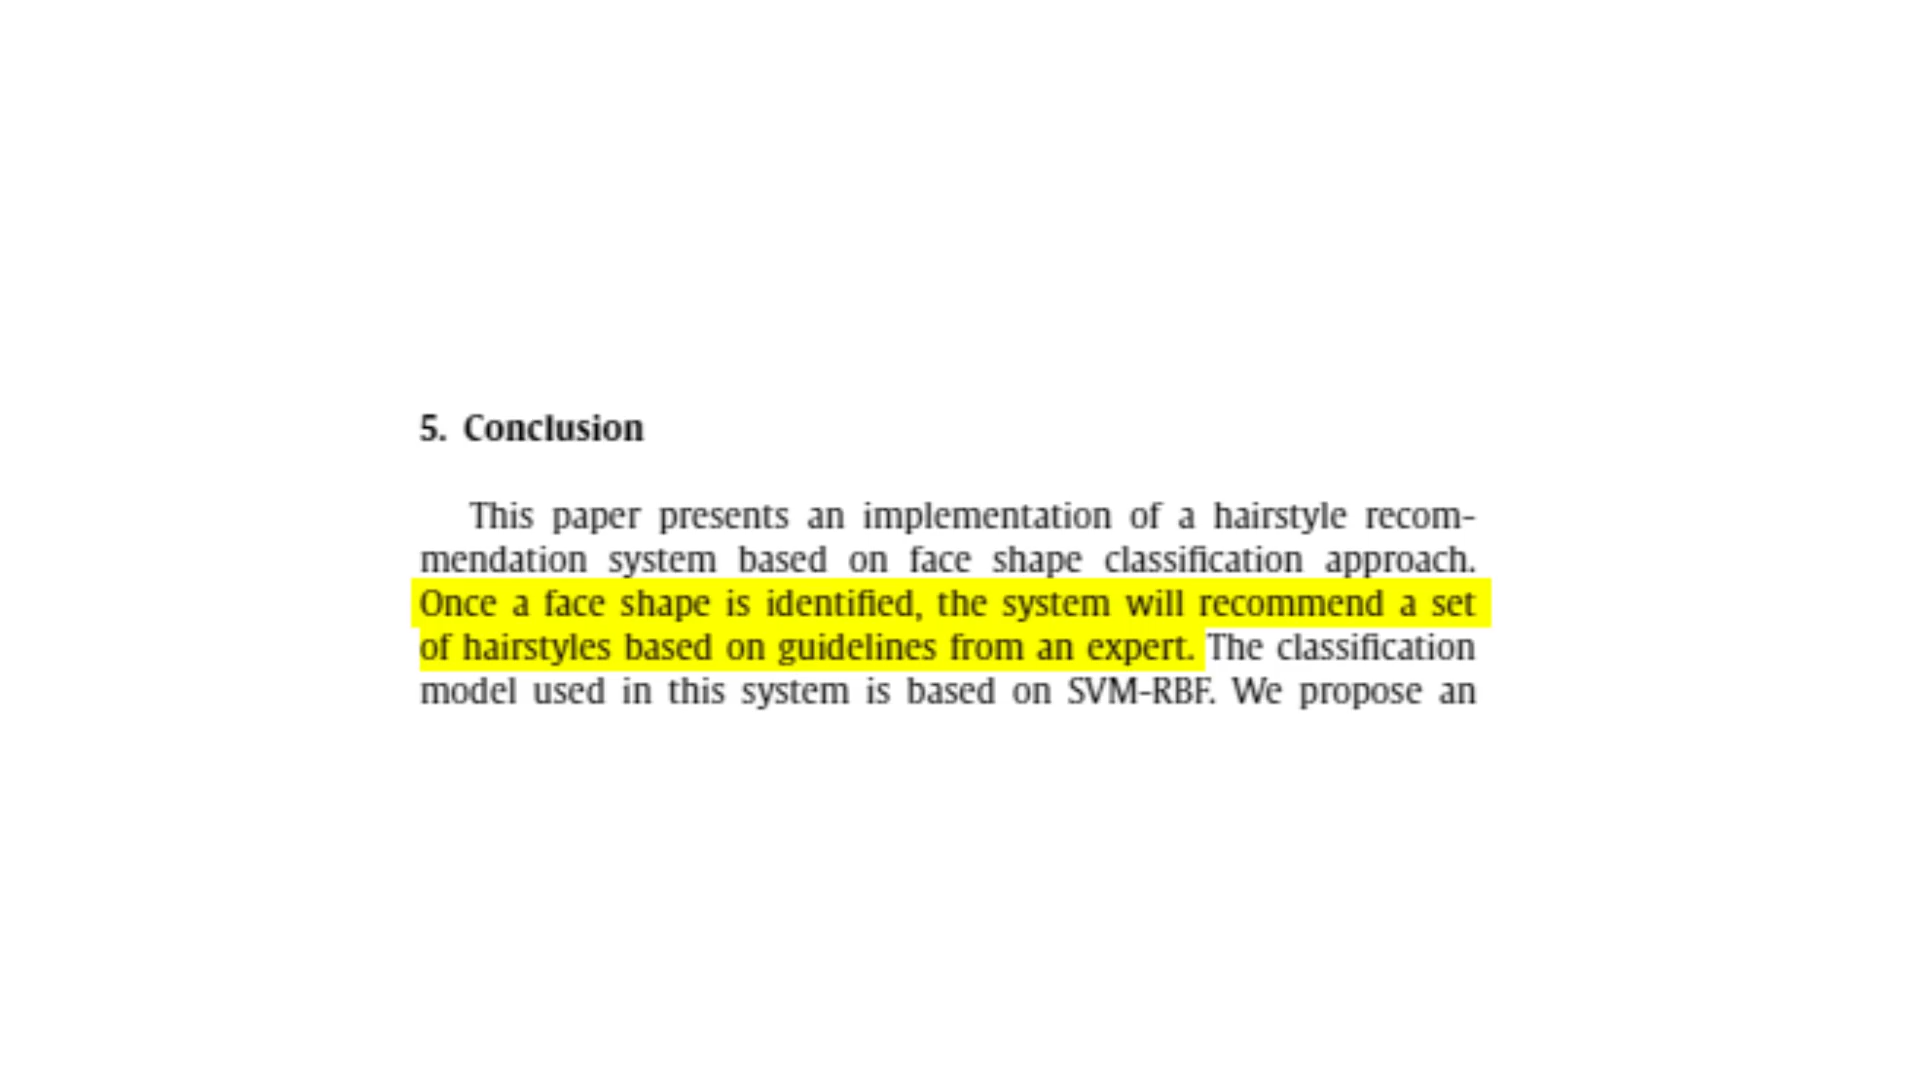 5. Conclusion
This paper presents an implementation of a hairstyle recom-
mendation system based on face shape classification approach.
Once a face shape is identified, the system will recommend a set
of hairstyles based on guidelines from an expert. The classification
model used in this system is based on SVM-RBF. We propose an